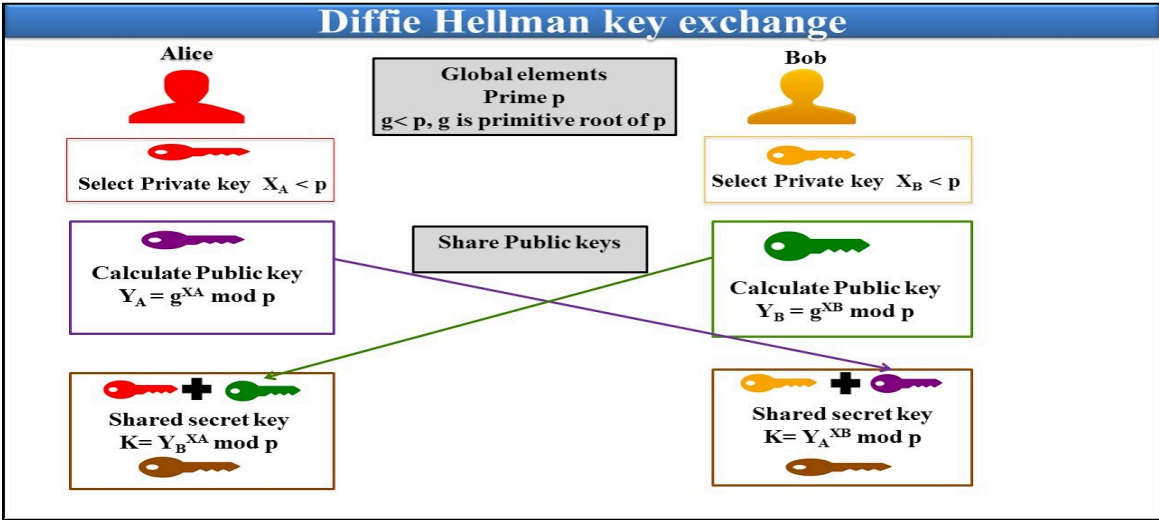 Diffie Hellman key exchange
Alice
Bob
Global elements
Prime p
g< p, g is primitive root of p
Select Private key X_A < p
Select Private key X_B < p
Share Public keys
Calculate Public key
Y_A = g^XA mod p
Calculate Public key
Y_B = g^XB mod p
Shared secret key
K= Y_B^XA mod p
Shared secret key
K= Y_A^XB mod p